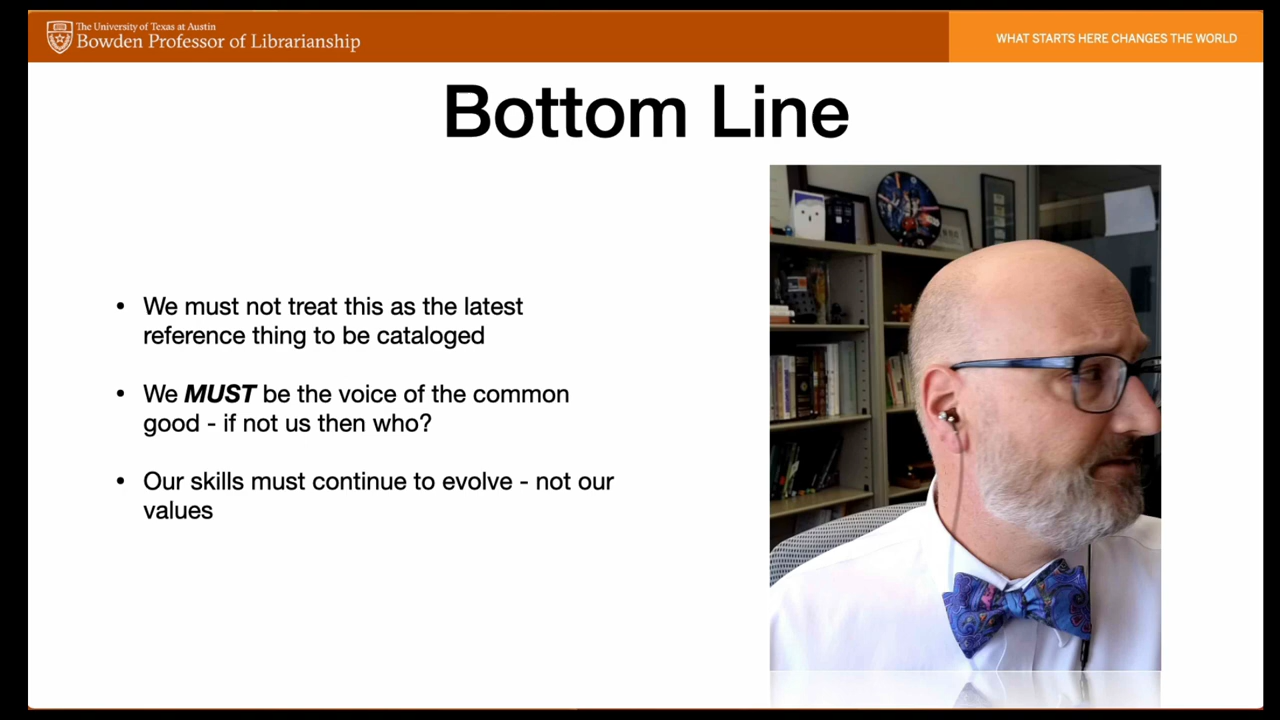 The University of Texas at Austin
Bowden Professor of Librarianship
WHAT STARTS HERE CHANGES THE WORLD
Bottom Line
• We must not treat this as the latest
reference thing to be cataloged
• We MUST be the voice of the common
good - if not us then who?
• Our skills must continue to evolve - not our
values